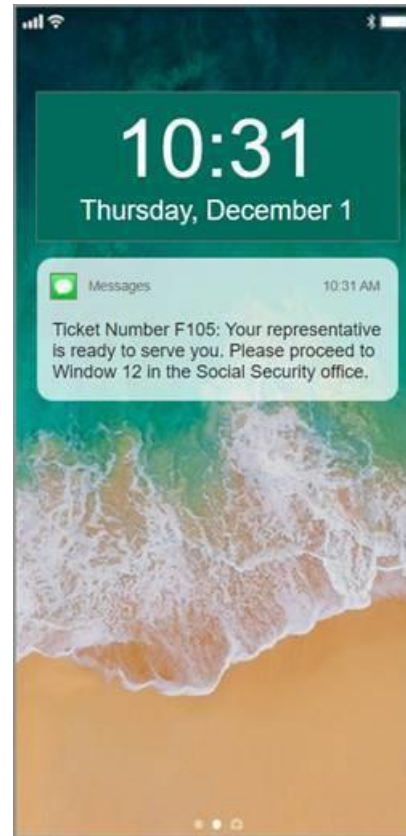 10:31
Thursday, December 1
Messages 10:31 AM
Ticket Number F105: Your representative
is ready to serve you. Please proceed to
Window 12 in the Social Security office.